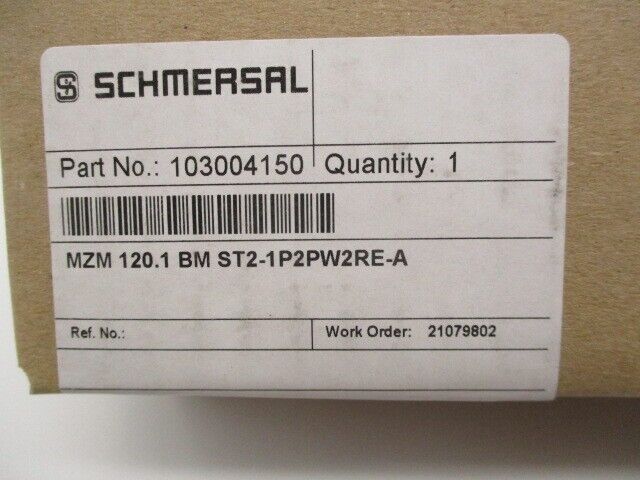 SCHMERSAL
Part No.: 103004150 Quantity: 1
MZM 120.1 BM ST2-1P2PW2RE-A
Ref. No.: Work Order: 21079802